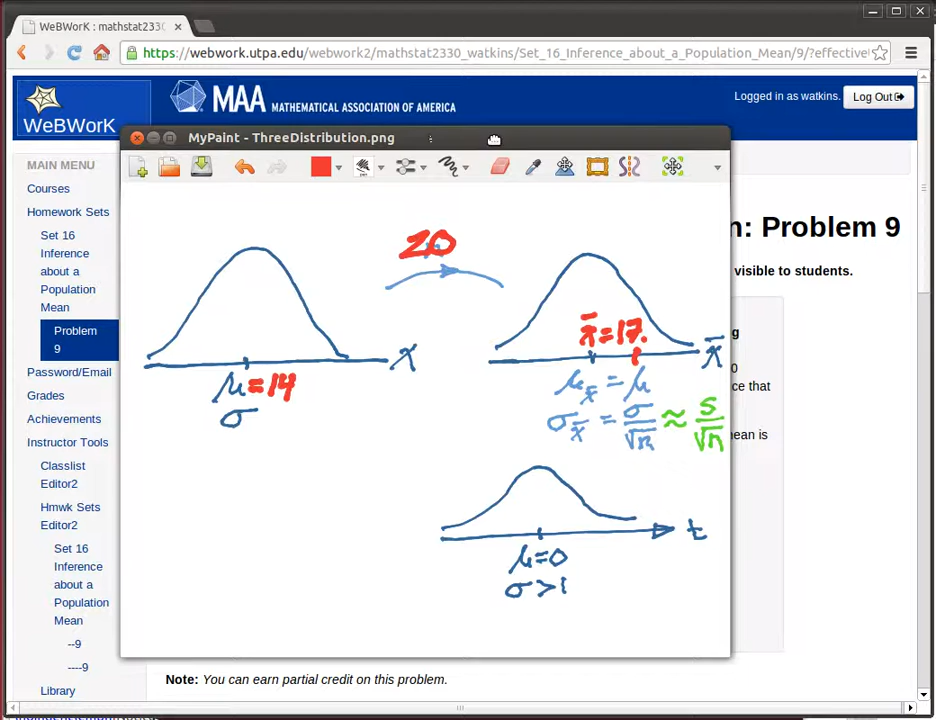 WeBWorK : mathstat2330
https://webwork.utpa.edu/webwork2/mathstat2330_watkins/Set_16_Inference_about_a_Population_Mean/9/?effective
WeBWorK
MAA MATHEMATICAL ASSOCIATION OF AMERICA
Logged in as watkins.
Log Out
MAIN MENU
Courses
Homework Sets
Set 16
Inference
about a
Population
Mean
Problem
9
Password/Email
Grades
Achievements
Instructor Tools
Classlist
Editor2
Hmwk Sets
Editor2
Set 16
Inference
about a
Population
Mean
--9
----9
Library
MyPaint - ThreeDistribution.png
20
x
μ = 14
σ
x̄ = 17.
x̄
μx̄ = μ
σx̄ = σ/√n ≈ s/√n
t
μ=0
σ>1
n: Problem 9
visible to students.
g
ce that
ean is
Note: You can earn partial credit on this problem.